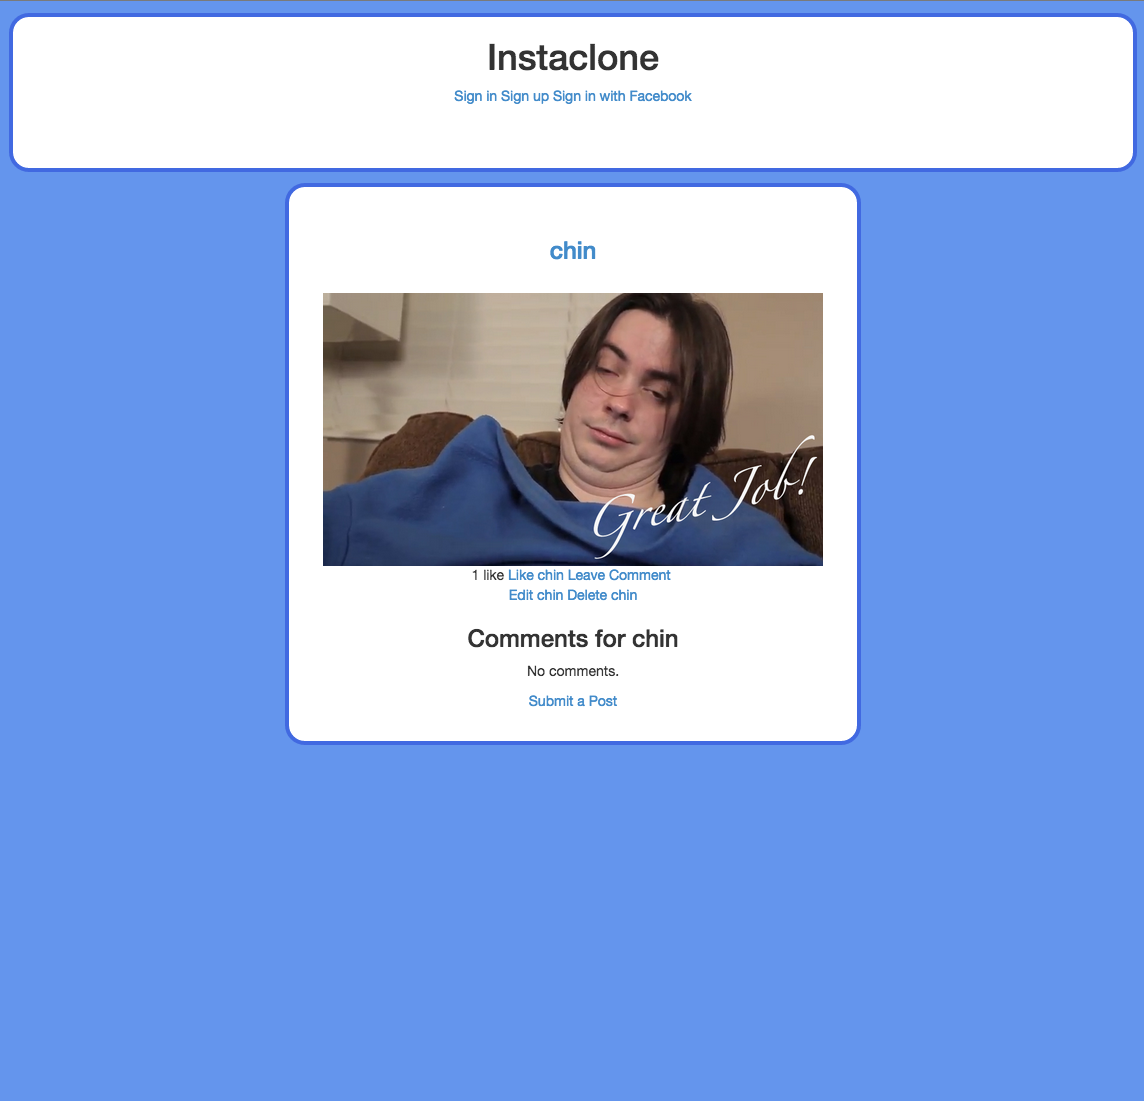 Instaclone
Sign in Sign up Sign in with Facebook
chin
Great Job!
1 like Like chin Leave Comment
Edit chin Delete chin
Comments for chin
No comments.
Submit a Post